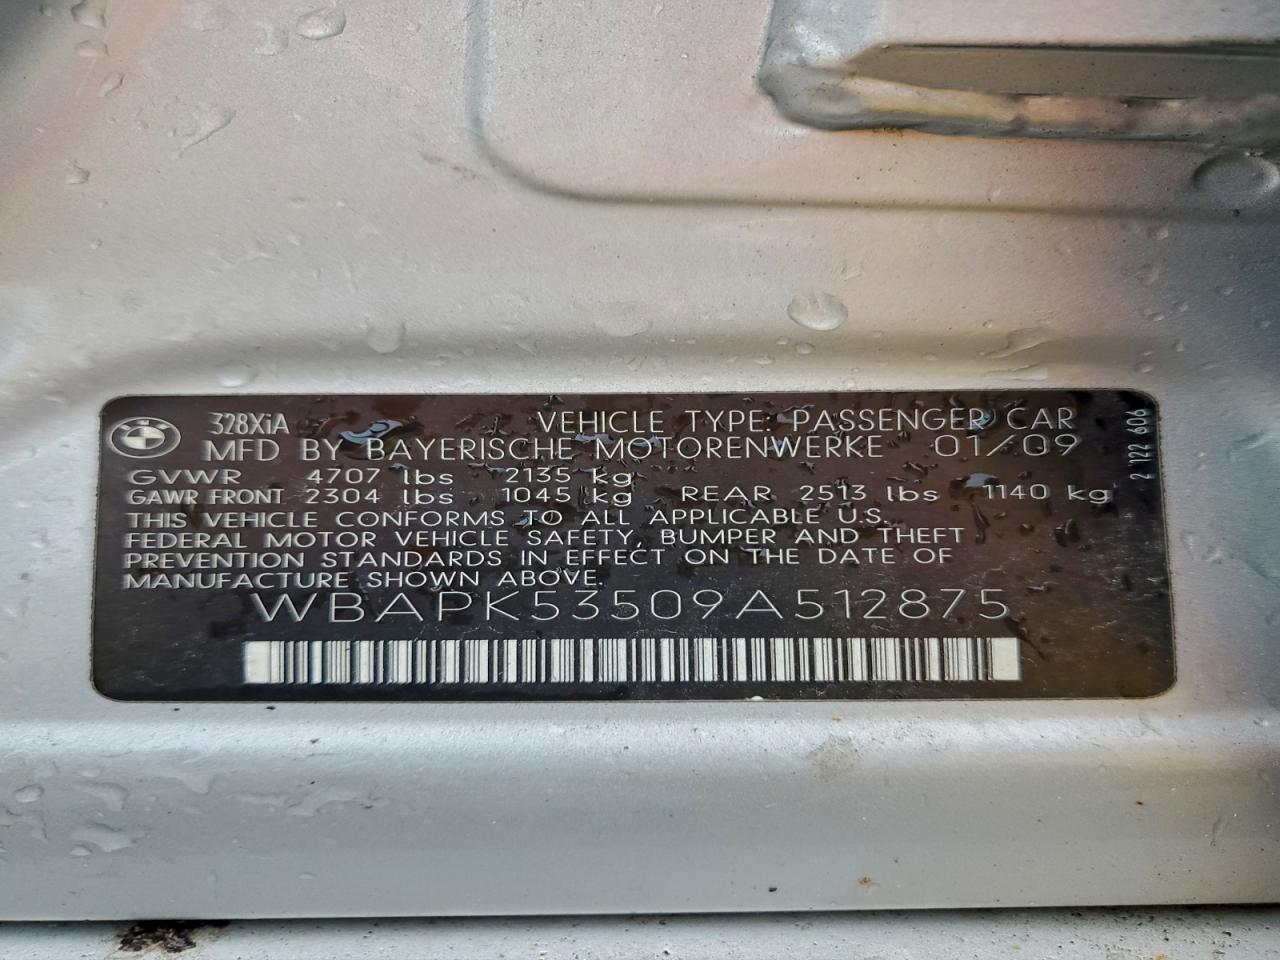 328XiA VEHICLE TYPE: PASSENGER CAR
MFD BY BAYERISCHE MOTORENWERKE 01/09
GVWR 4707 lbs 2135 kg
GAWR FRONT 2304 lbs 1045 kg REAR 2513 lbs 1140 kg
THIS VEHICLE CONFORMS TO ALL APPLICABLE U.S.
FEDERAL MOTOR VEHICLE SAFETY, BUMPER AND THEFT
PREVENTION STANDARDS IN EFFECT ON THE DATE OF
MANUFACTURE SHOWN ABOVE.
WBAPK53509A512875
2 122 606